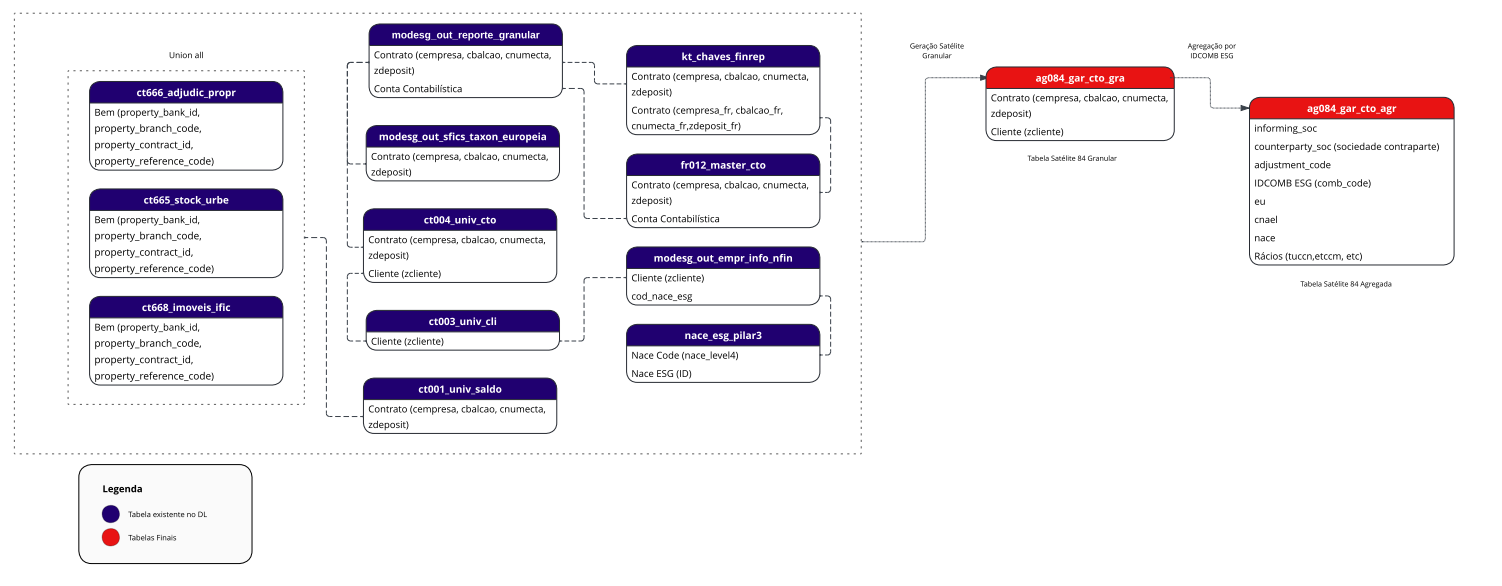 Union all
ct666_adjudic_propr
Bem (property_bank_id,
property_branch_code,
property_contract_id,
property_reference_code)
ct665_stock_urbe
Bem (property_bank_id,
property_branch_code,
property_contract_id,
property_reference_code)
ct668_imoveis_ific
Bem (property_bank_id,
property_branch_code,
property_contract_id,
property_reference_code)
modesg_out_reporte_granular
Contrato (cempresa, cbalcao, cnumecta,
zdeposit)
Conta Contabilística
modesg_out_sfics_taxon_europeia
Contrato (cempresa, cbalcao, cnumecta,
zdeposit)
ct004_univ_cto
Contrato (cempresa, cbalcao, cnumecta,
zdeposit)
Cliente (zcliente)
ct003_univ_cli
Cliente (zcliente)
ct001_univ_saldo
Contrato (cempresa, cbalcao, cnumecta,
zdeposit)
kt_chaves_finrep
Contrato (cempresa, cbalcao, cnumecta,
zdeposit)
Contrato (cempresa_fr, cbalcao_fr,
cnumecta_fr,zdeposit_fr)
fr012_master_cto
Contrato (cempresa, cbalcao, cnumecta,
zdeposit)
Conta Contabilística
modesg_out_empr_info_nfin
Cliente (zcliente)
cod_nace_esg
nace_esg_pilar3
Nace Code (nace_level4)
Nace ESG (ID)
Geração Satélite
Granular
ag084_gar_cto_gra
Contrato (cempresa, cbalcao, cnumecta,
zdeposit)
Cliente (zcliente)
Tabela Satélite 84 Granular
Agregação por
IDCOMB ESG
ag084_gar_cto_agr
informing_soc
counterparty_soc (sociedade contraparte)
adjustment_code
IDCOMB ESG (comb_code)
eu
cnael
nace
Rácios (tuccn,etccm, etc)
Tabela Satélite 84 Agregada
Legenda
Tabela existente no DL
Tabelas Finais